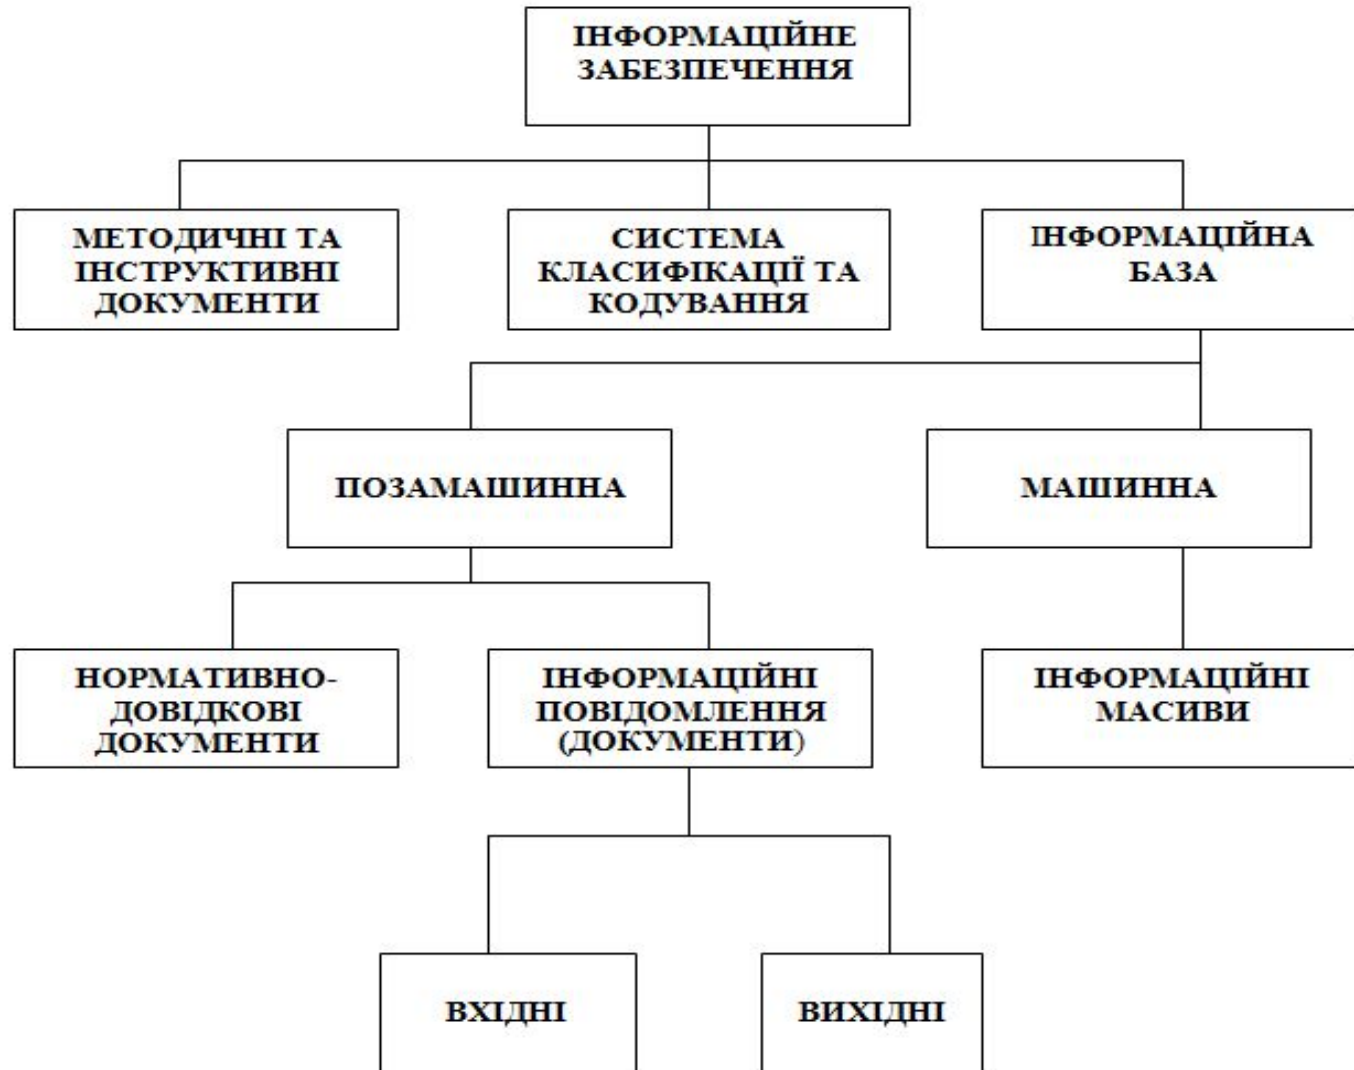 ІНФОРМАЦІЙНЕ
ЗАБЕЗПЕЧЕННЯ
МЕТОДИЧНІ ТА
ІНСТРУКТИВНІ
ДОКУМЕНТИ
СИСТЕМА
КЛАСИФІКАЦІЇ ТА
КОДУВАННЯ
ІНФОРМАЦІЙНА
БАЗА
ПОЗАМАШИННА
МАШИННА
НОРМАТИВНО-
ДОВІДКОВІ
ДОКУМЕНТИ
ІНФОРМАЦІЙНІ
ПОВІДОМЛЕННЯ
(ДОКУМЕНТИ)
ІНФОРМАЦІЙНІ
МАСИВИ
ВХІДНІ
ВИХІДНІ